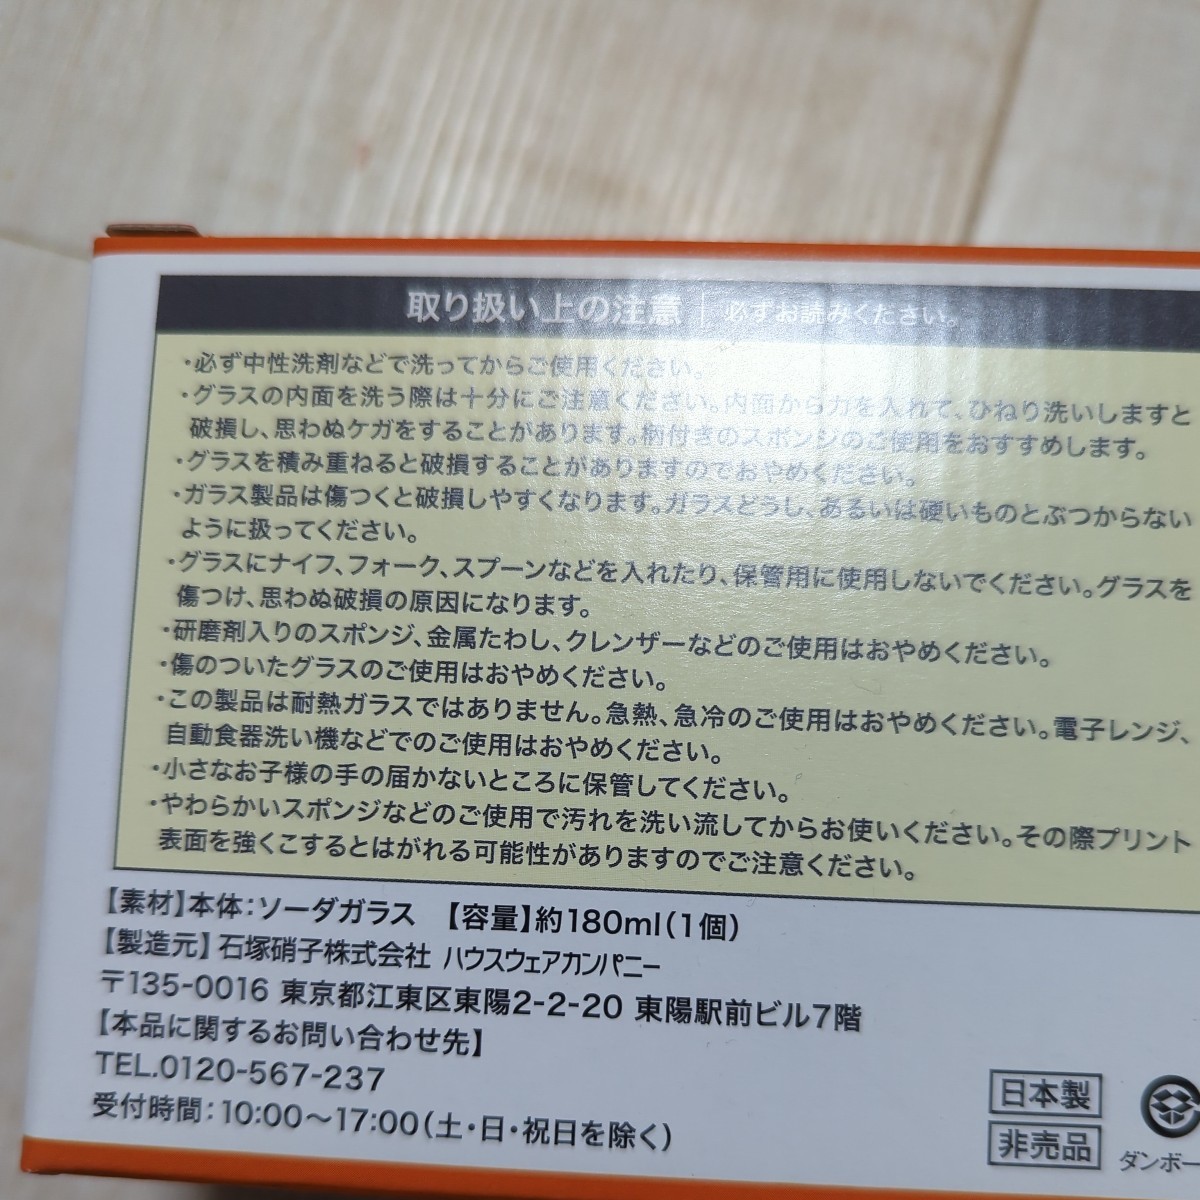 取り扱い上の注意｜必ずお読みください。
・必ず中性洗剤などで洗ってからご使用ください。
・グラスの内面を洗う際は十分にご注意ください。内面から力を入れて、ひねり洗いしますと
破損し、思わぬケガをすることがあります。柄付きのスポンジのご使用をおすすめします。
・グラスを積み重ねると破損することがありますのでおやめください。
・ガラス製品は傷つくと破損しやすくなります。ガラスどうし、あるいは硬いものとぶつからない
ように扱ってください。
・グラスにナイフ、フォーク、スプーンなどを入れたり、保管用に使用しないでください。グラスを
傷つけ、思わぬ破損の原因になります。
・研磨剤入りのスポンジ、金属たわし、クレンザーなどのご使用はおやめください。
・傷のついたグラスのご使用はおやめください。
・この製品は耐熱ガラスではありません。急熱、急冷のご使用はおやめください。電子レンジ、
自動食器洗い機などでのご使用はおやめください。
・小さなお子様の手の届かないところに保管してください。
・やわらかいスポンジなどのご使用で汚れを洗い流してからお使いください。その際プリント
表面を強くこするとはがれる可能性がありますのでご注意ください。
【素材】本体：ソーダガラス 【容量】約180ml（1個）
【製造元】石塚硝子株式会社 ハウスウェアカンパニー
〒135-0016 東京都江東区東陽2-2-20 東陽駅前ビル7階
【本品に関するお問い合わせ先】
TEL.0120-567-237
受付時間：10:00～17:00（土・日・祝日を除く）
日本製
非売品
ダンボー